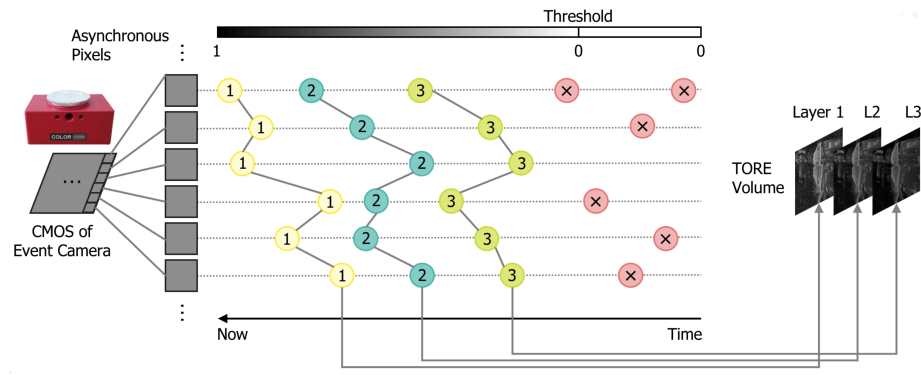 Threshold
Asynchronous
Pixels
1 0 0
1 2 3 × ×
1 2 3 ×
1 2 3
1 2 3 ×
1 2 3 ×
1 2 3 ×
COLOR
CMOS of
Event Camera
Now Time
Layer 1 L2 L3
TORE
Volume